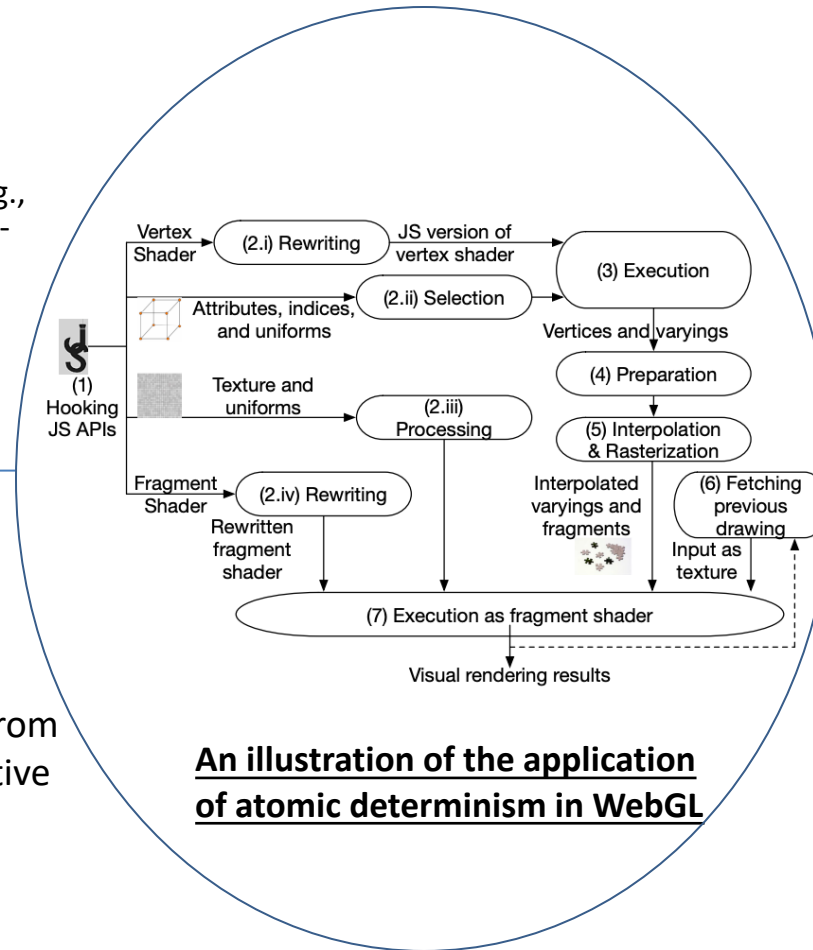 g.,
-
Vertex
Shader
(2.i) Rewriting
JS version of
vertex shader
(3) Execution
Attributes, indices,
and uniforms
(2.ii) Selection
Vertices and varyings
JS
(1)
Hooking
JS APIs
Texture and
uniforms
(2.iii)
Processing
(4) Preparation
(5) Interpolation
& Rasterization
Fragment
Shader
(2.iv) Rewriting
Rewritten
fragment
shader
Interpolated
varyings and
fragments
(6) Fetching
previous
drawing
Input as
texture
(7) Execution as fragment shader
Visual rendering results
rom
tive
An illustration of the application
of atomic determinism in WebGL